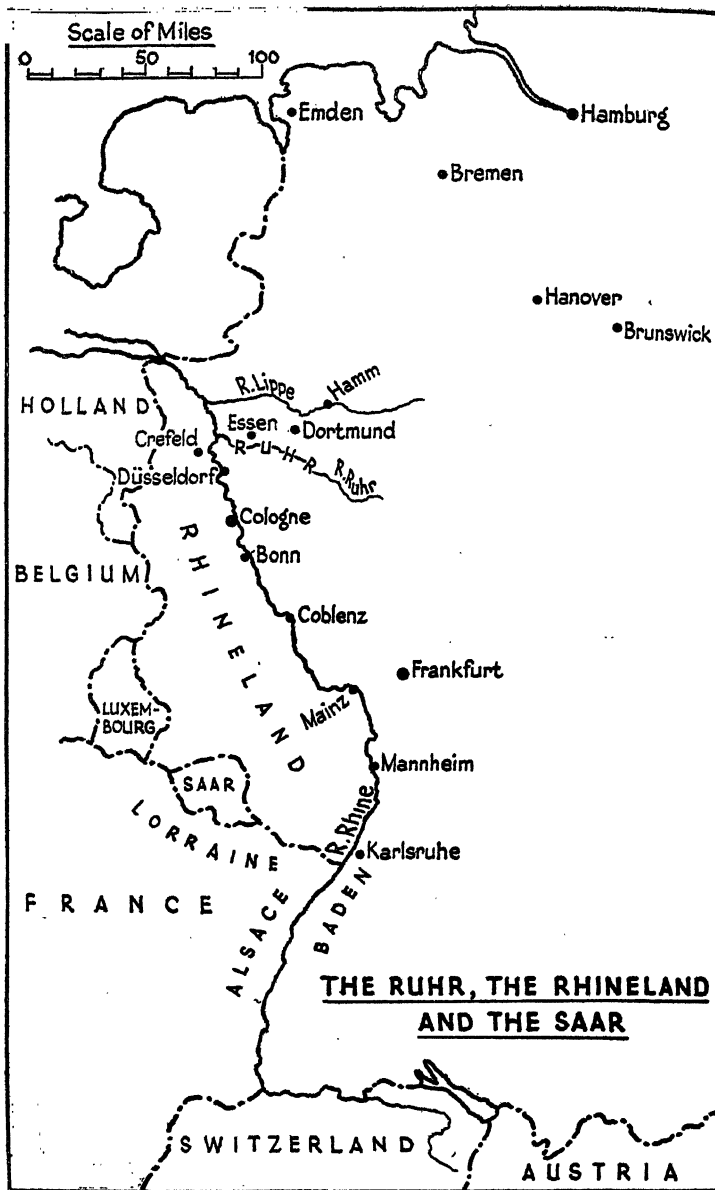 Scale of Miles
0 50 100
Emden
Hamburg
Bremen
Hanover
Brunswick
R. Lippe
Hamm
HOLLAND
Essen
Dortmund
Crefeld
RUHR
R. Ruhr
Düsseldorf
Cologne
RHINELAND
Bonn
BELGIUM
Coblenz
Frankfurt
Mainz
LUXEM-
BOURG
Mannheim
SAAR
R. Rhine
LORRAINE
Karlsruhe
FRANCE
ALSACE
BADEN
THE RUHR, THE RHINELAND
AND THE SAAR
SWITZERLAND
AUSTRIA